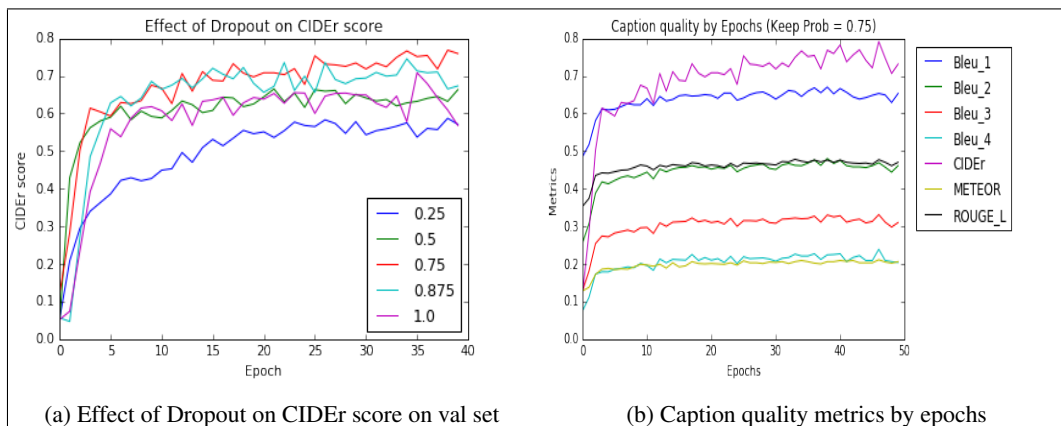 Effect of Dropout on CIDEr score
0.8
0.7
0.6
0.5
0.4
0.3
0.2
0.1
0.0
CIDEr score
0 5 10 15 20 25 30 35 40
Epoch
0.25
0.5
0.75
0.875
1.0
(a) Effect of Dropout on CIDEr score on val set
Caption quality by Epochs (Keep Prob = 0.75)
0.8
0.7
0.6
0.5
0.4
0.3
0.2
0.1
0.0
Metrics
0 10 20 30 40 50
Epochs
Bleu_1
Bleu_2
Bleu_3
Bleu_4
CIDEr
METEOR
ROUGE_L
(b) Caption quality metrics by epochs